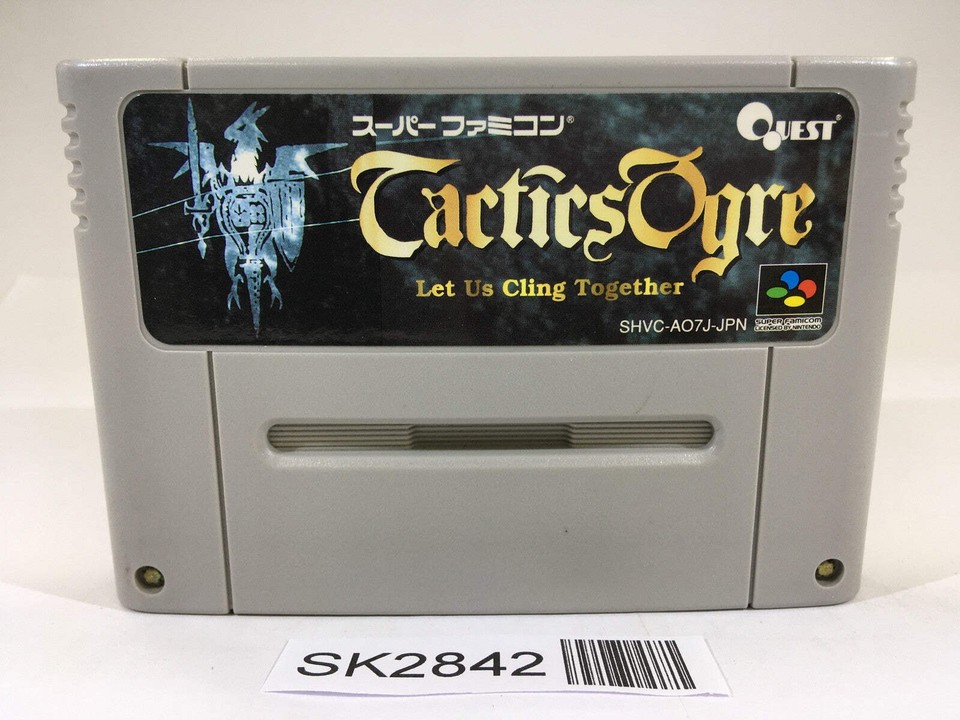 スーパーファミコン®
QUEST®
Tactics Ogre
Let Us Cling Together
SHVC-AO7J-JPN
SUPER FAMICOM
LICENSED BY NINTENDO
SK2842